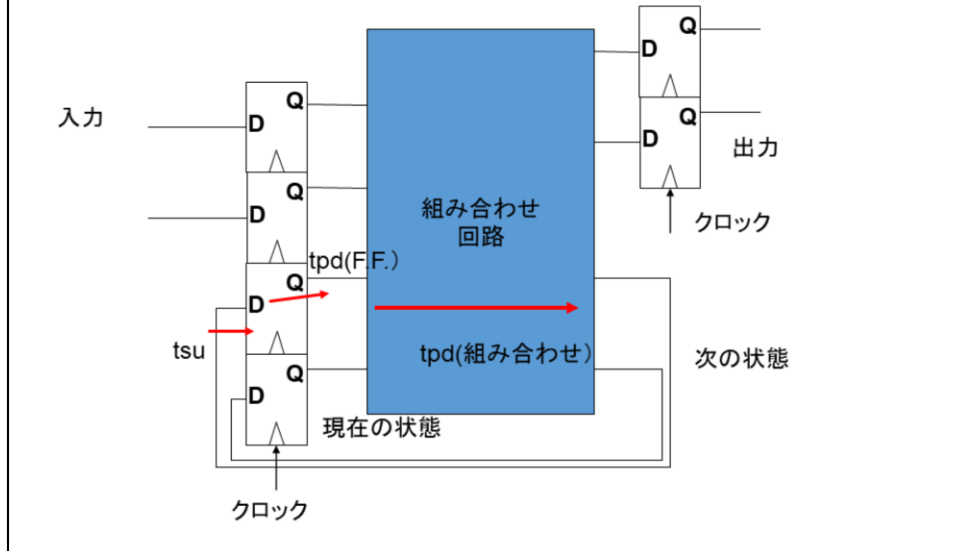 Q
D
Q
D
入力
Q
D
Q
D
出力
組み合わせ
回路
クロック
tpd(F.F.)
Q
D
tsu
tpd(組み合わせ)
次の状態
Q
D
現在の状態
クロック